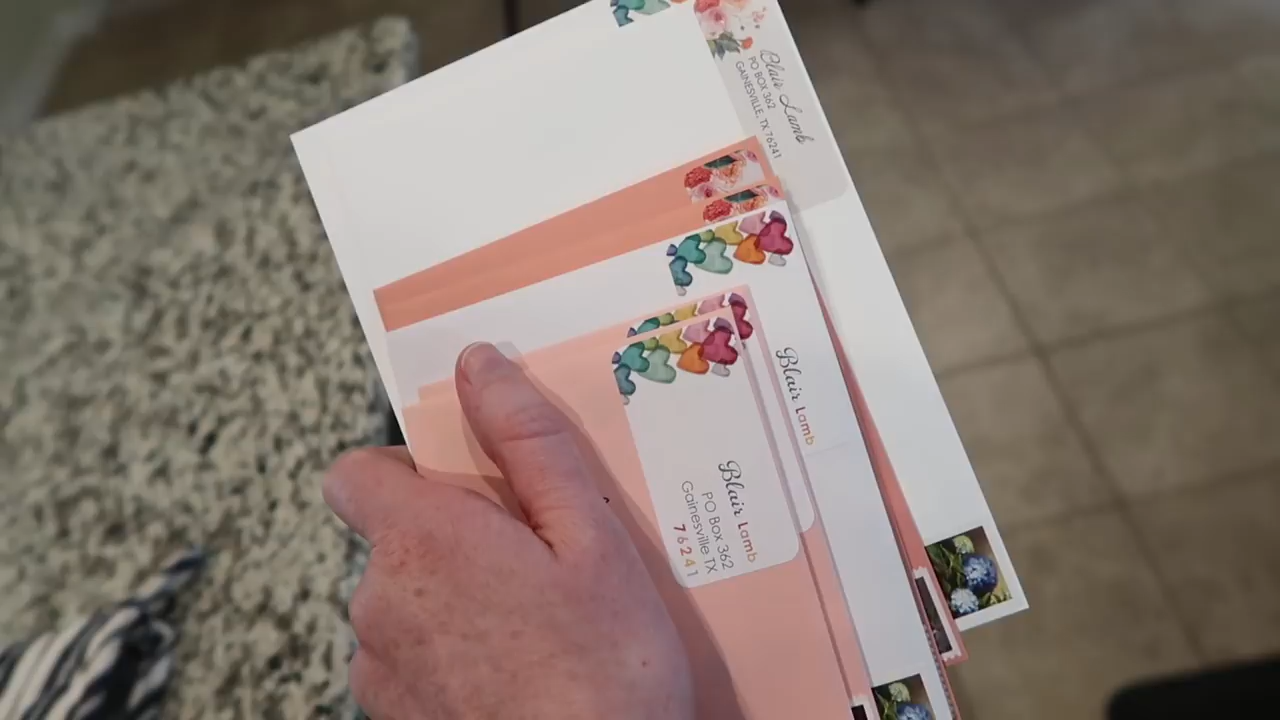 Blair Lamb
PO BOX 362
GAINESVILLE, TX 76241
Blair Lamb
Blair Lamb
PO Box 362
Gainesville TX
76241